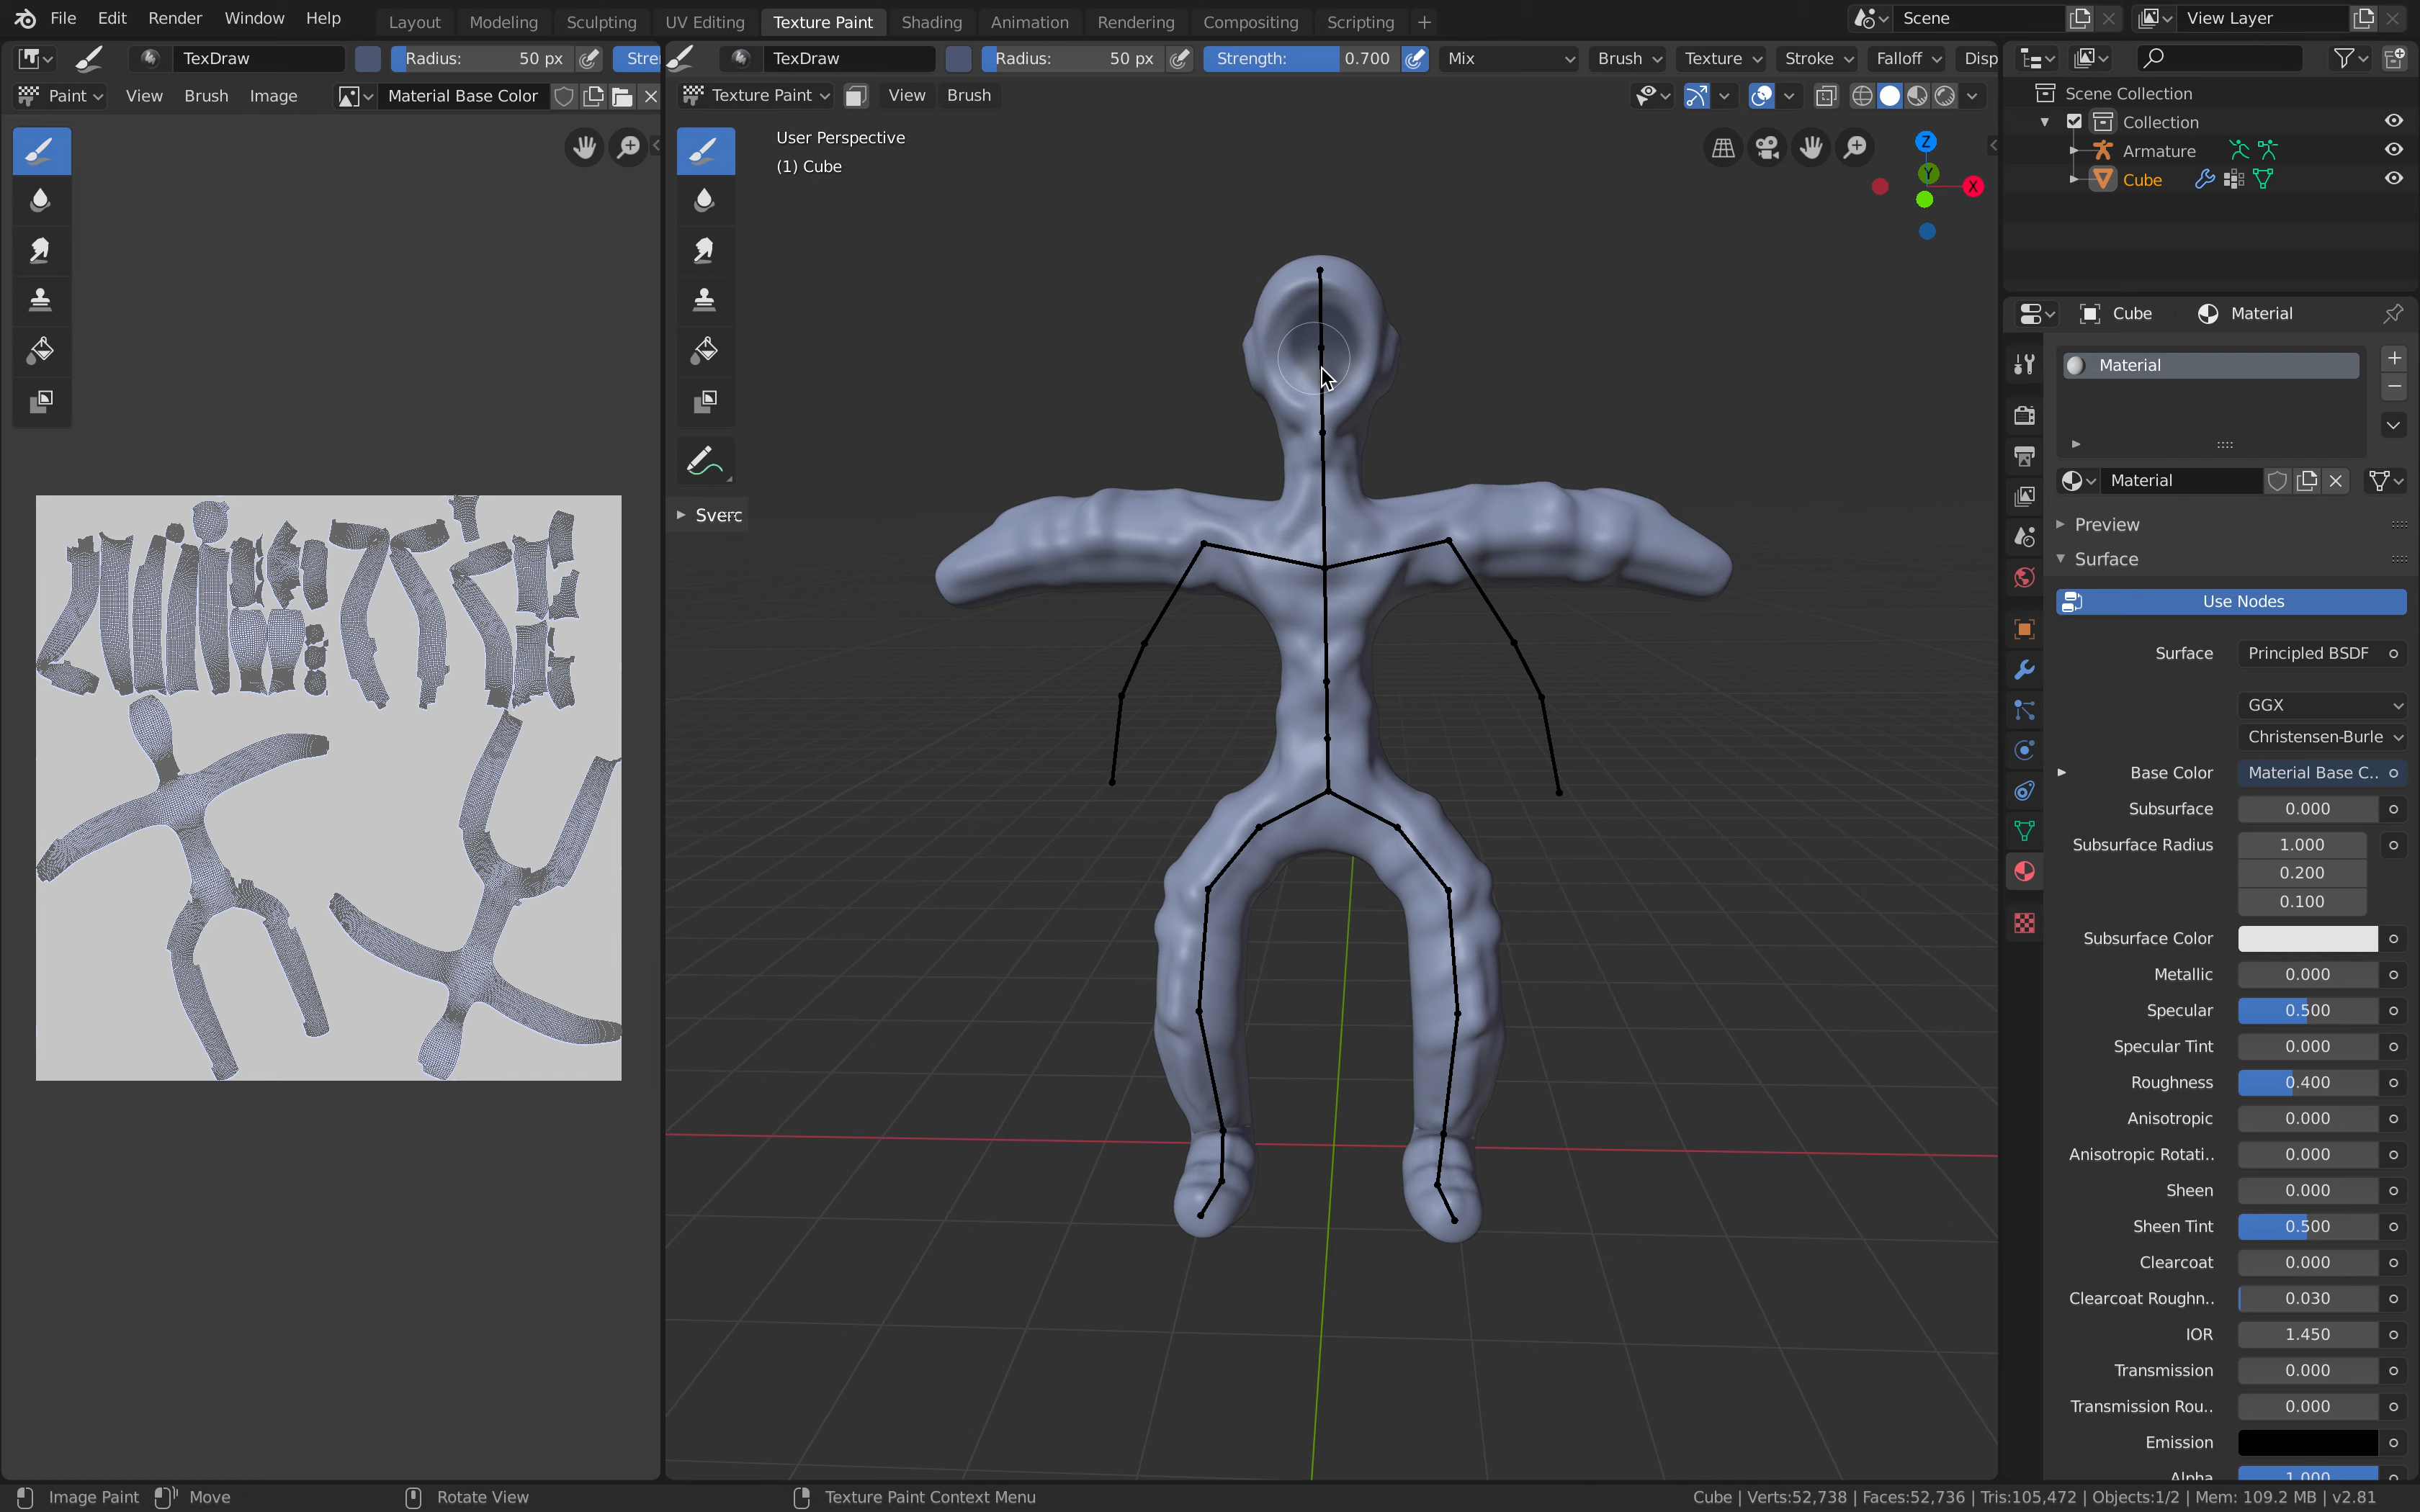 File Edit Render Window Help Layout Modeling Sculpting UV Editing Texture Paint Shading Animation Rendering Compositing Scripting + Scene View Layer
TexDraw Radius: 50 px Stre
TexDraw Radius: 50 px Strength: 0.700 Mix Brush Texture Stroke Falloff Disp
Paint View Brush Image Material Base Color
Texture Paint View Brush
User Perspective
(1) Cube
Z
Y
X
Sverc
Scene Collection
Collection
Armature
Cube
Cube Material
Material
Material
Preview
Surface
Use Nodes
Surface Principled BSDF
GGX
Christensen-Burle
Base Color Material Base C..
Subsurface 0.000
Subsurface Radius 1.000
0.200
0.100
Subsurface Color
Metallic 0.000
Specular 0.500
Specular Tint 0.000
Roughness 0.400
Anisotropic 0.000
Anisotropic Rotati.. 0.000
Sheen 0.000
Sheen Tint 0.500
Clearcoat 0.000
Clearcoat Roughn.. 0.030
IOR 1.450
Transmission 0.000
Transmission Rou.. 0.000
Emission
Alpha 1.000
Image Paint Move Rotate View Texture Paint Context Menu Cube | Verts:52,738 | Faces:52,736 | Tris:105,472 | Objects:1/2 | Mem: 109.2 MB | v2.81